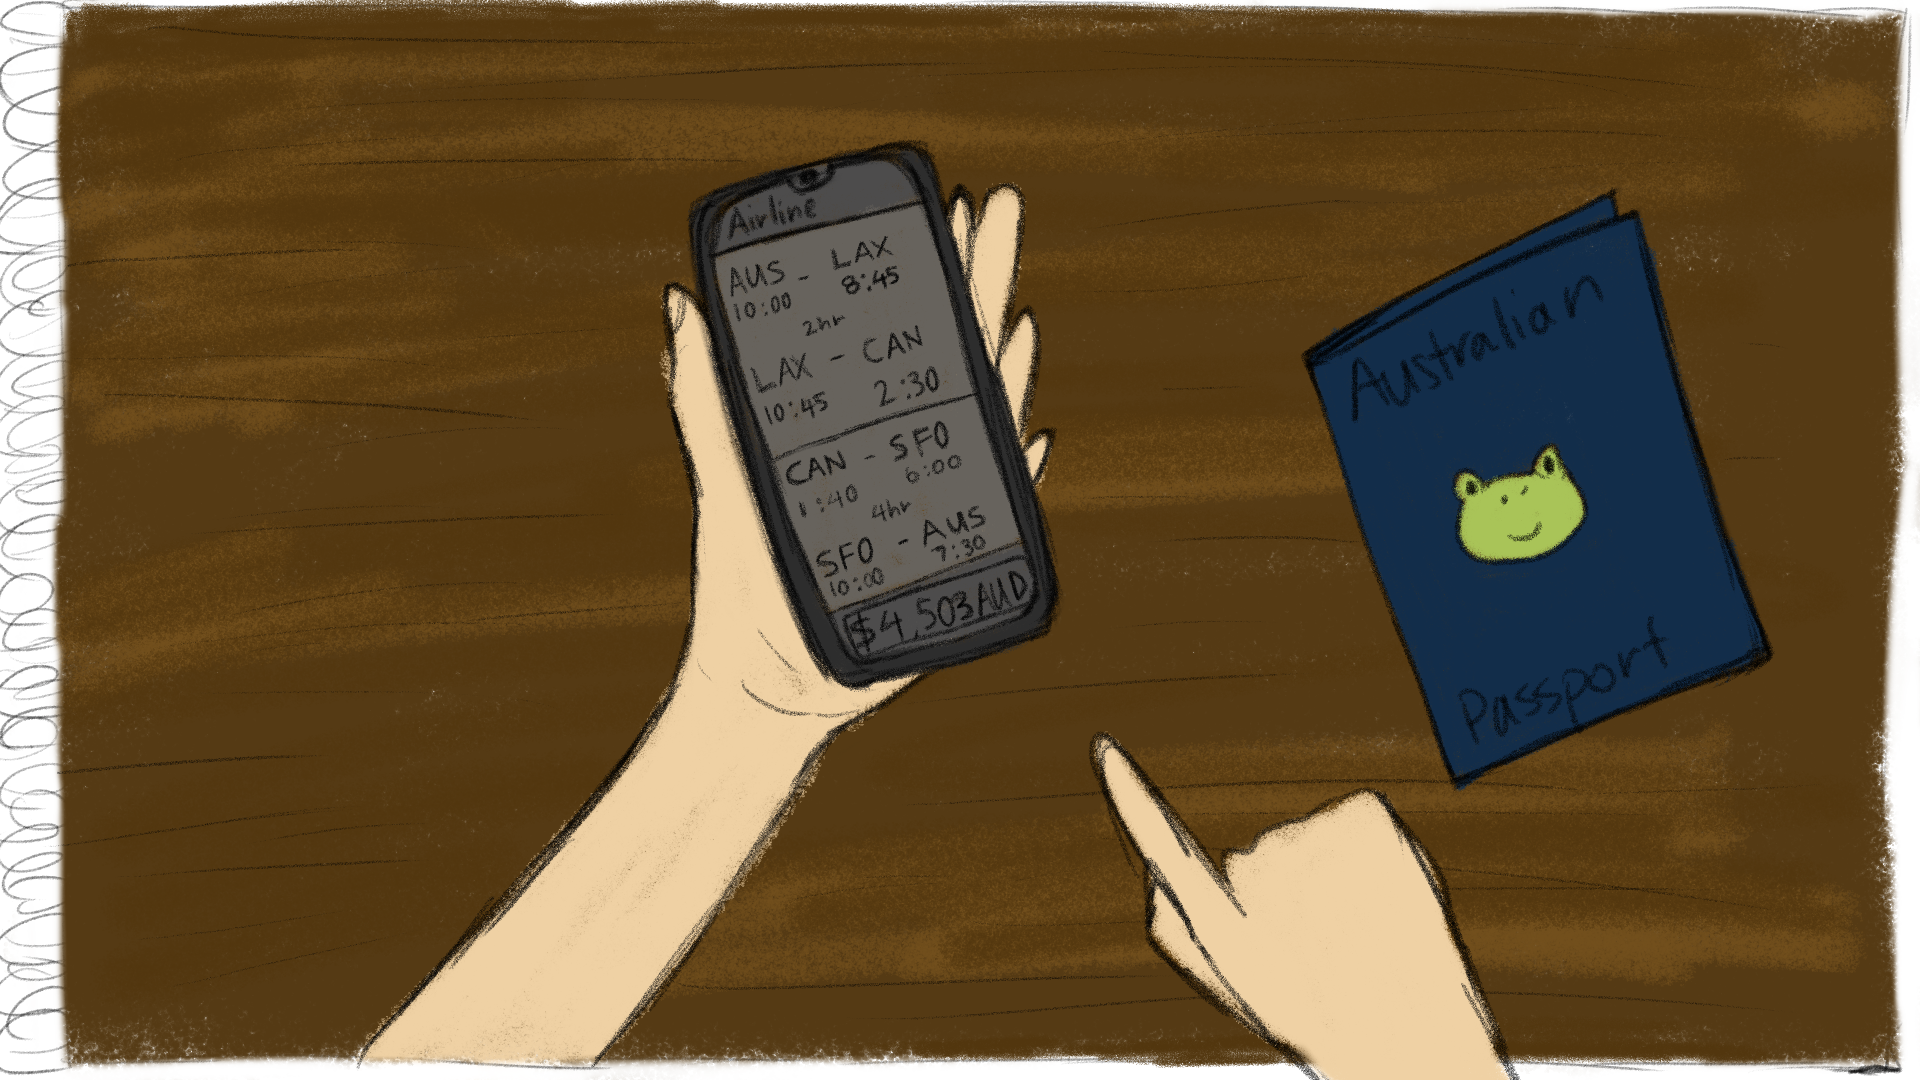 Airline
AUS - LAX
10:00 8:45
2hr
LAX - CAN
10:45 2:30
CAN - SFO
1:40 6:00
4hr
SFO - AUS
10:00 7:30
$4,503AUD
Australian
Passport